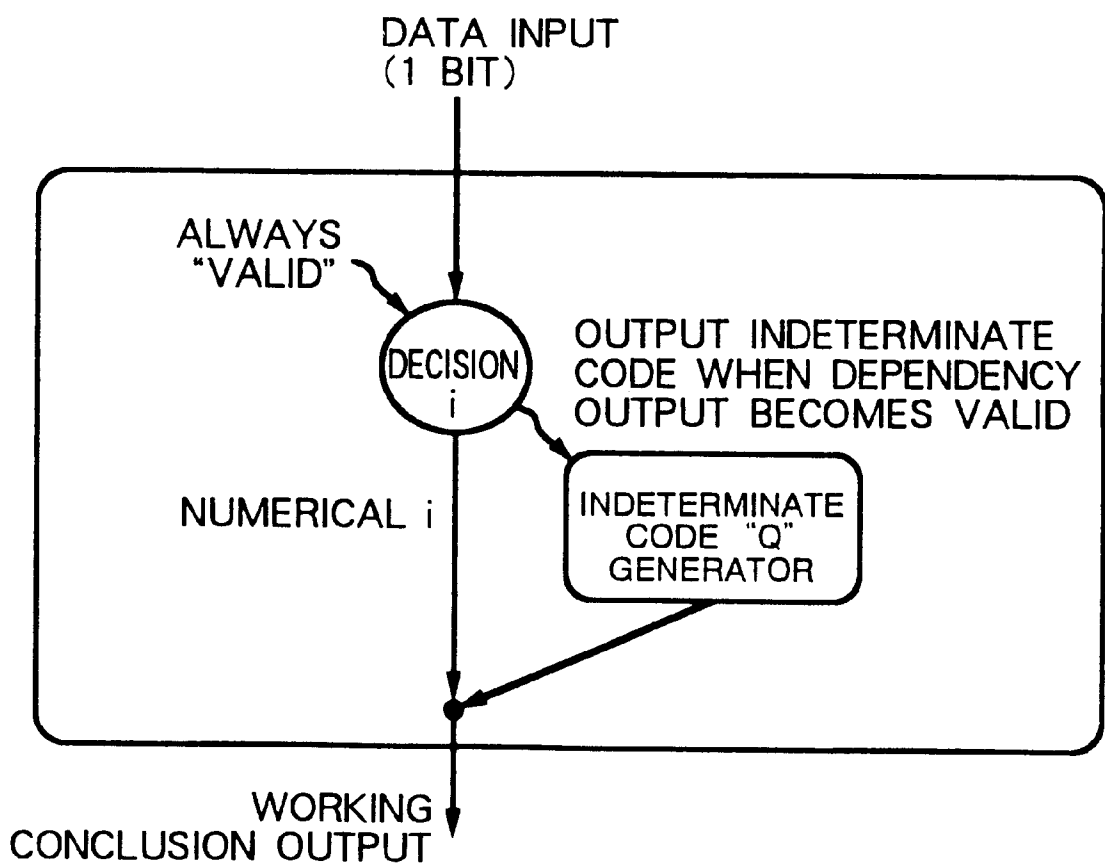 DATA INPUT
(1 BIT)
ALWAYS
“VALID”
DECISION
i
OUTPUT INDETERMINATE
CODE WHEN DEPENDENCY
OUTPUT BECOMES VALID
NUMERICAL i
INDETERMINATE
CODE “Q”
GENERATOR
WORKING
CONCLUSION OUTPUT